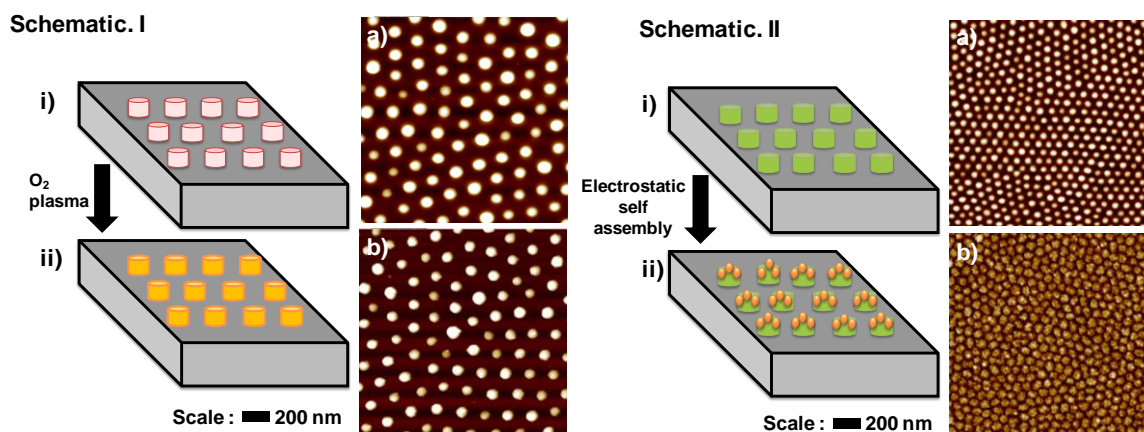 Schematic. I
a)
i)
O2
plasma
ii)
b)
Scale : 200 nm
Schematic. II
a)
i)
Electrostatic
self
assembly
ii)
b)
Scale : 200 nm